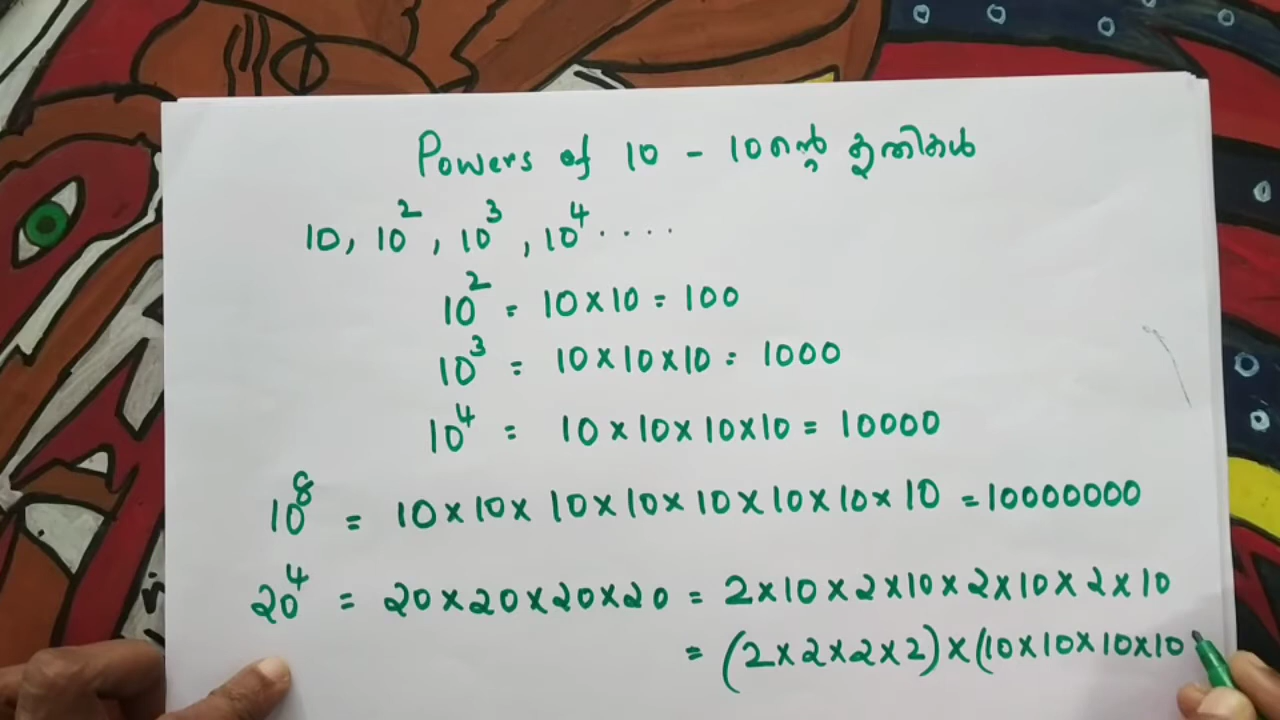 Powers of 10 - 10ന്റെ കൃതികൾ
10, 10², 10³, 10⁴ ....
10² = 10×10 = 100
10³ = 10×10×10 = 1000
10⁴ = 10×10×10×10 = 10000
10⁸ = 10×10×10×10×10×10×10×10 = 10000000
20⁴ = 20×20×20×20 = 2×10×2×10×2×10×2×10
= (2×2×2×2)×(10×10×10×10